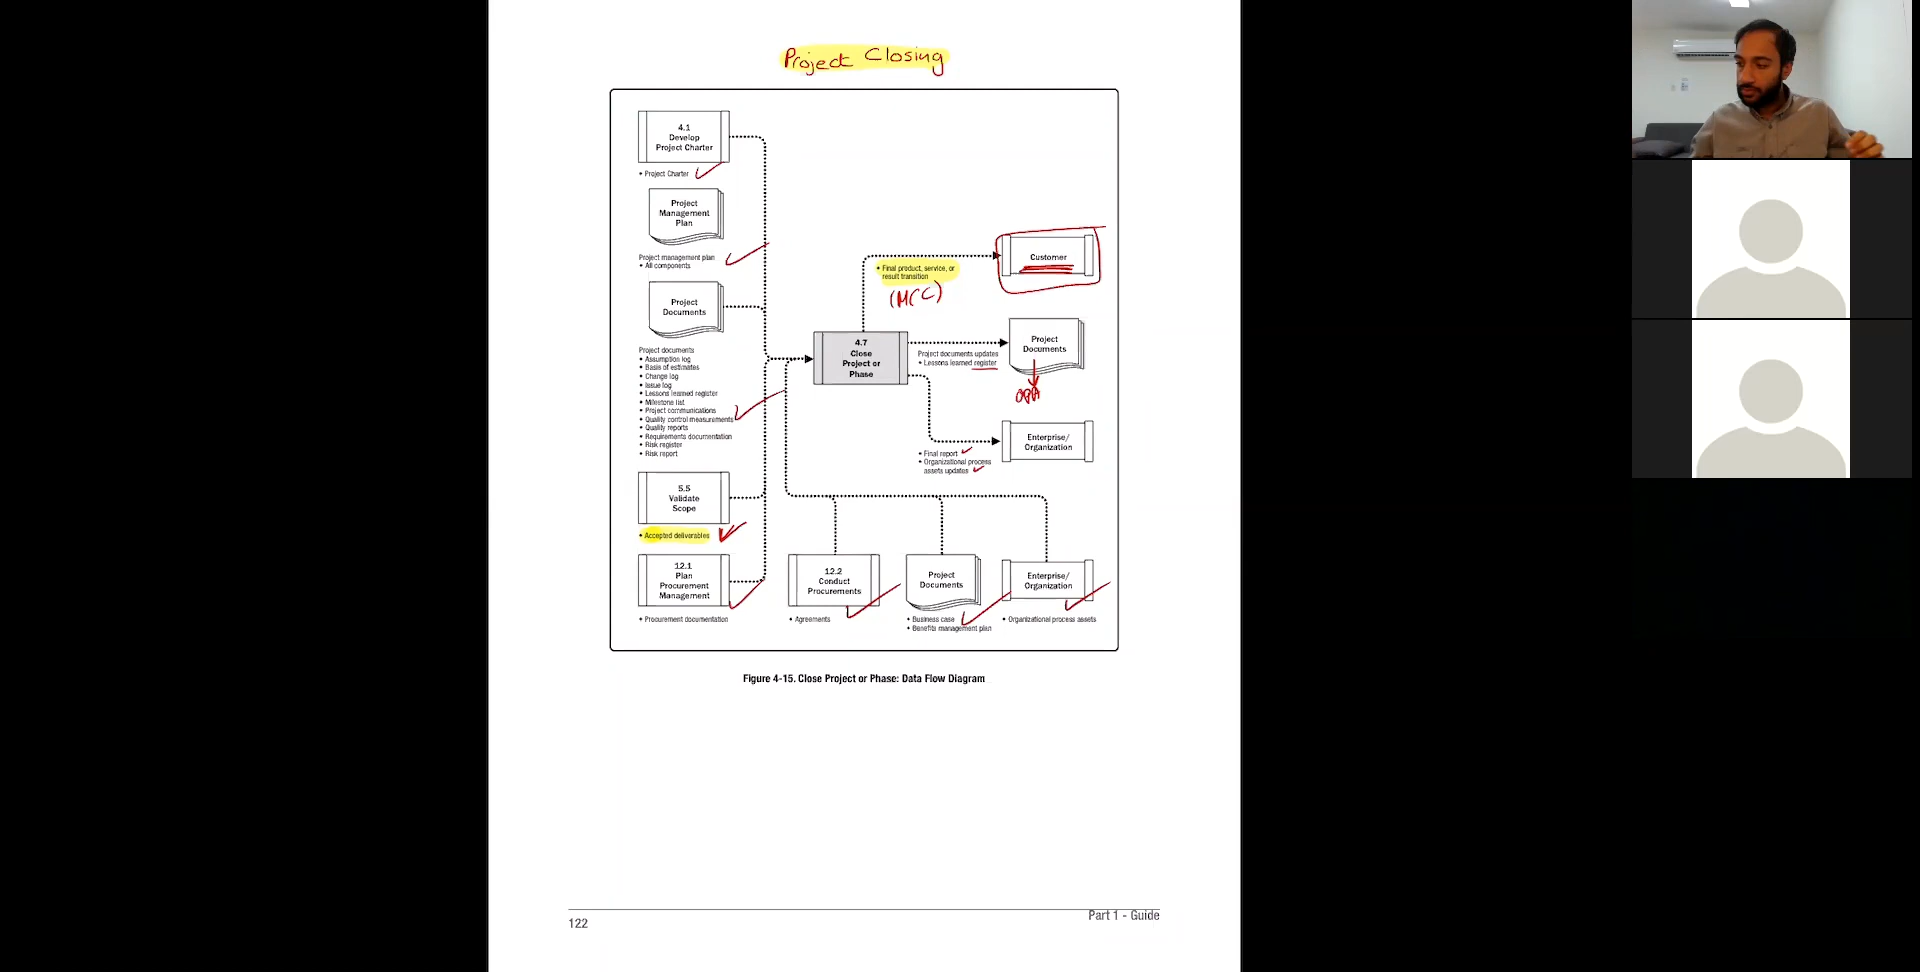 Project Closing
4.1
Develop
Project Charter
• Project Charter
Project
Management
Plan
Project management plan
• All components
Project
Documents
Project documents
• Assumption log
• Basis of estimates
• Change log
• Issue log
• Lessons learned register
• Milestone list
• Project communications
• Quality control measurements
• Quality reports
• Requirements documentation
• Risk register
• Risk report
5.5
Validate
Scope
• Accepted deliverables
12.1
Plan
Procurement
Management
• Procurement documentation
• Final product, service, or
result transition
(MCC)
Customer
4.7
Close
Project or
Phase
Project documents updates
• Lessons learned register
Project
Documents
OPA
• Final report
• Organizational process
assets updates
Enterprise/
Organization
12.2
Conduct
Procurements
• Agreements
Project
Documents
• Business case
• Benefits management plan
Enterprise/
Organization
• Organizational process assets
Figure 4-15. Close Project or Phase: Data Flow Diagram
122
Part 1 - Guide